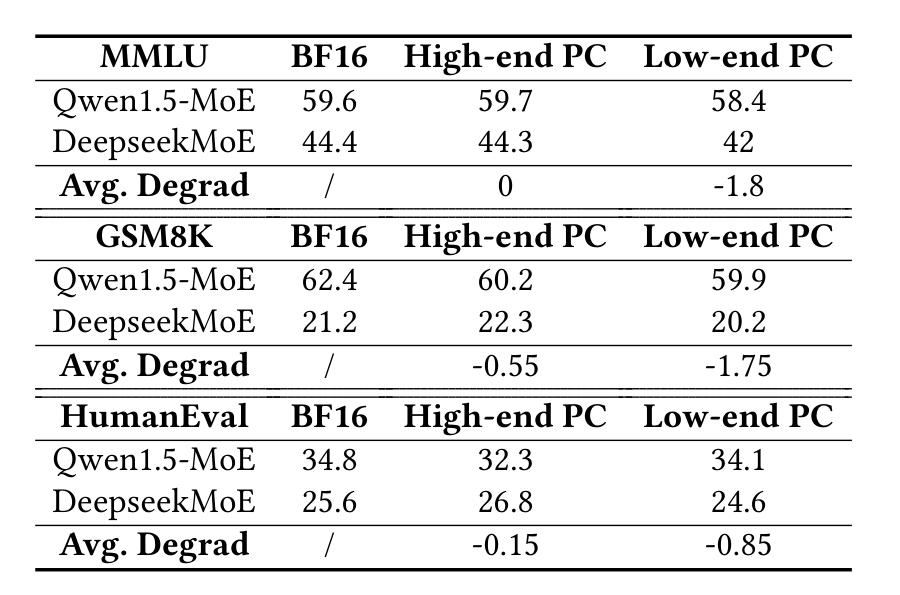 MMLU BF16 High-end PC Low-end PC
Qwen1.5-MoE 59.6 59.7 58.4
DeepseekMoE 44.4 44.3 42
Avg. Degrad / 0 -1.8
GSM8K BF16 High-end PC Low-end PC
Qwen1.5-MoE 62.4 60.2 59.9
DeepseekMoE 21.2 22.3 20.2
Avg. Degrad / -0.55 -1.75
HumanEval BF16 High-end PC Low-end PC
Qwen1.5-MoE 34.8 32.3 34.1
DeepseekMoE 25.6 26.8 24.6
Avg. Degrad / -0.15 -0.85